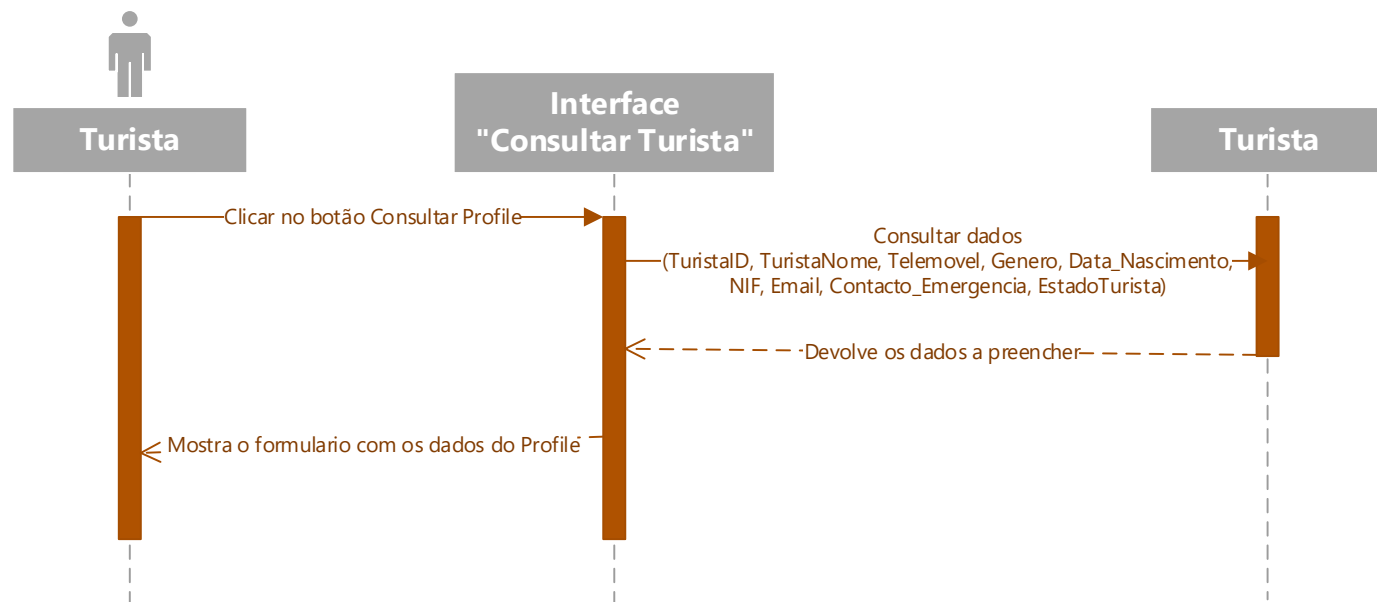 Turista
Interface
"Consultar Turista"
Turista
Clicar no botão Consultar Profile
Consultar dados
(TuristaID, TuristaNome, Telemovel, Genero, Data_Nascimento,
NIF, Email, Contacto_Emergencia, EstadoTurista)
Devolve os dados a preencher
Mostra o formulario com os dados do Profile